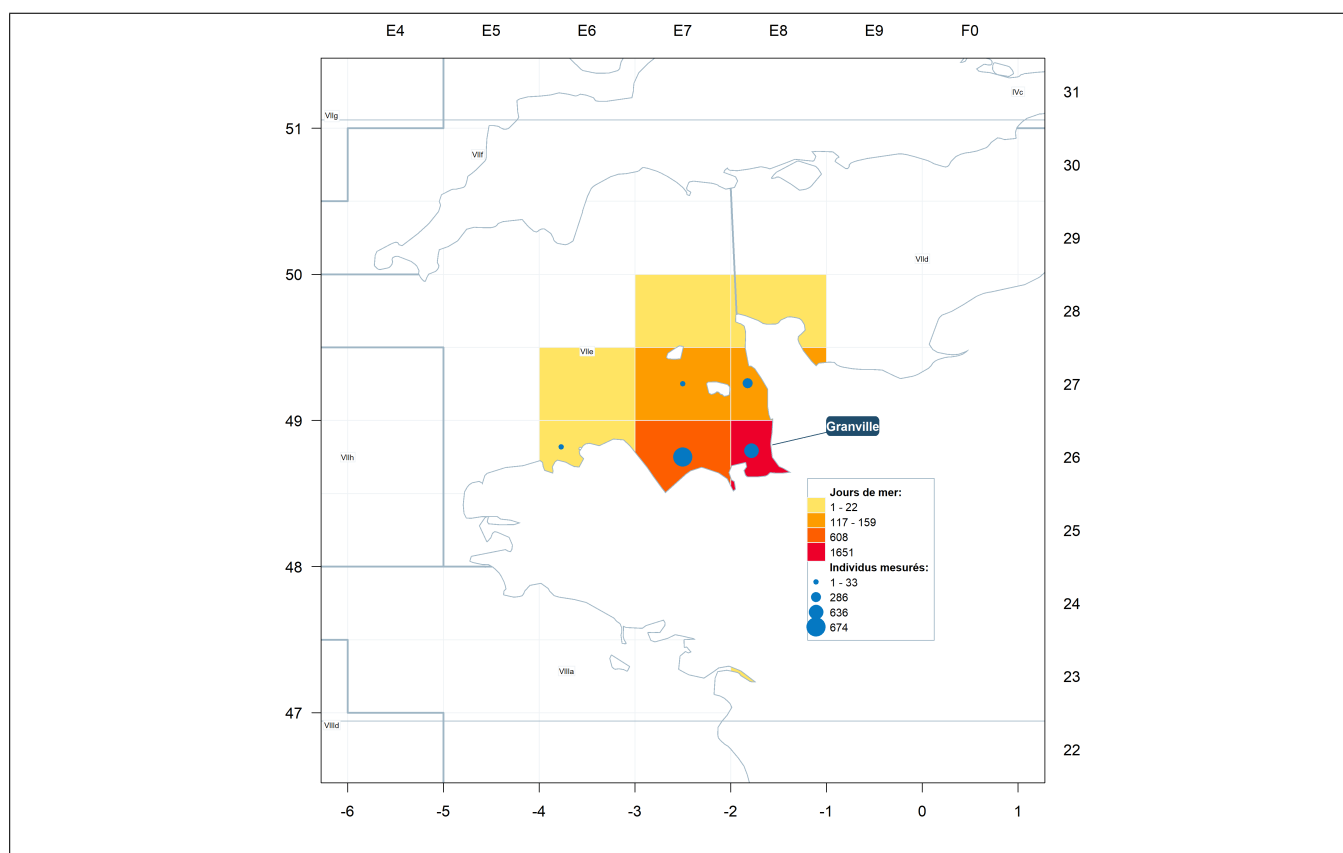 E4 E5 E6 E7 E8 E9 F0
31
IVc
VIIg
51
VIIf
30
29
VIId
50
28
VIIe
27
49
Granville
VIIh
26
Jours de mer:
1 - 22
117 - 159
608
1651
Individus mesurés:
1 - 33
286
636
674
25
48
24
VIIIa
23
47
VIIId
22
-6 -5 -4 -3 -2 -1 0 1